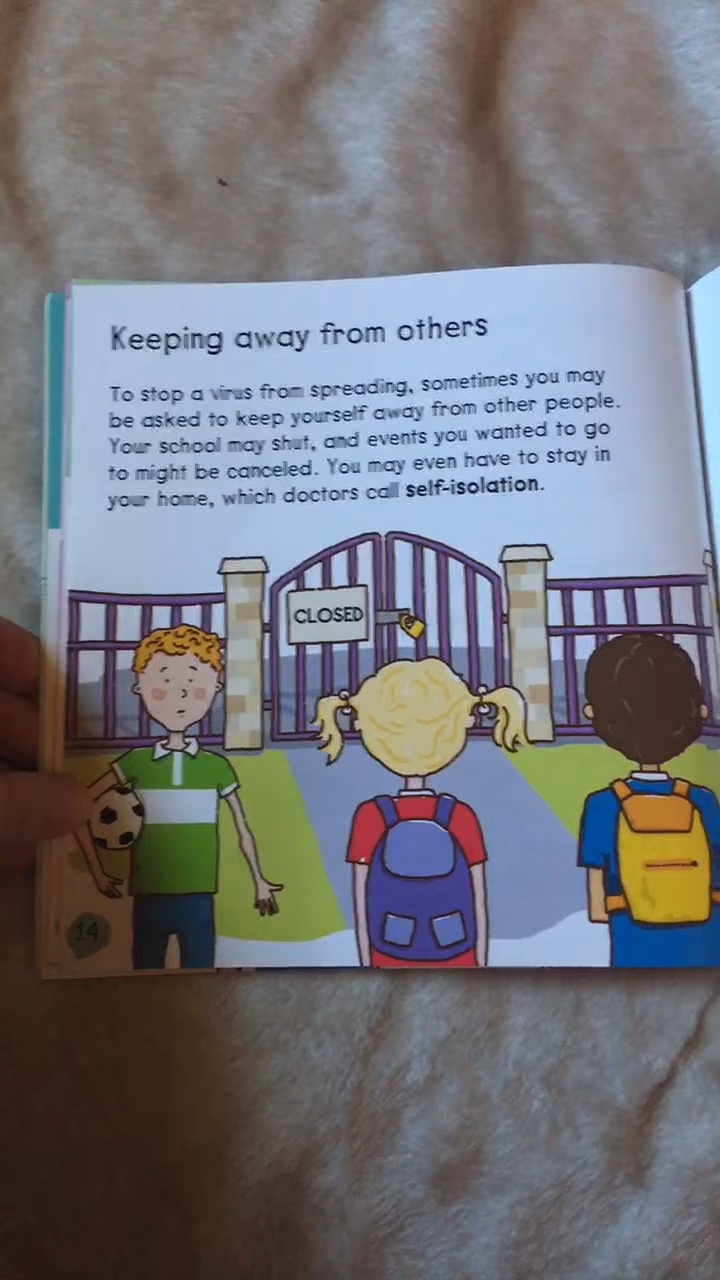 Keeping away from others
To stop a virus from spreading, sometimes you may
be asked to keep yourself away from other people.
Your school may shut, and events you wanted to go
to might be canceled. You may even have to stay in
your home, which doctors call self-isolation.
CLOSED
14